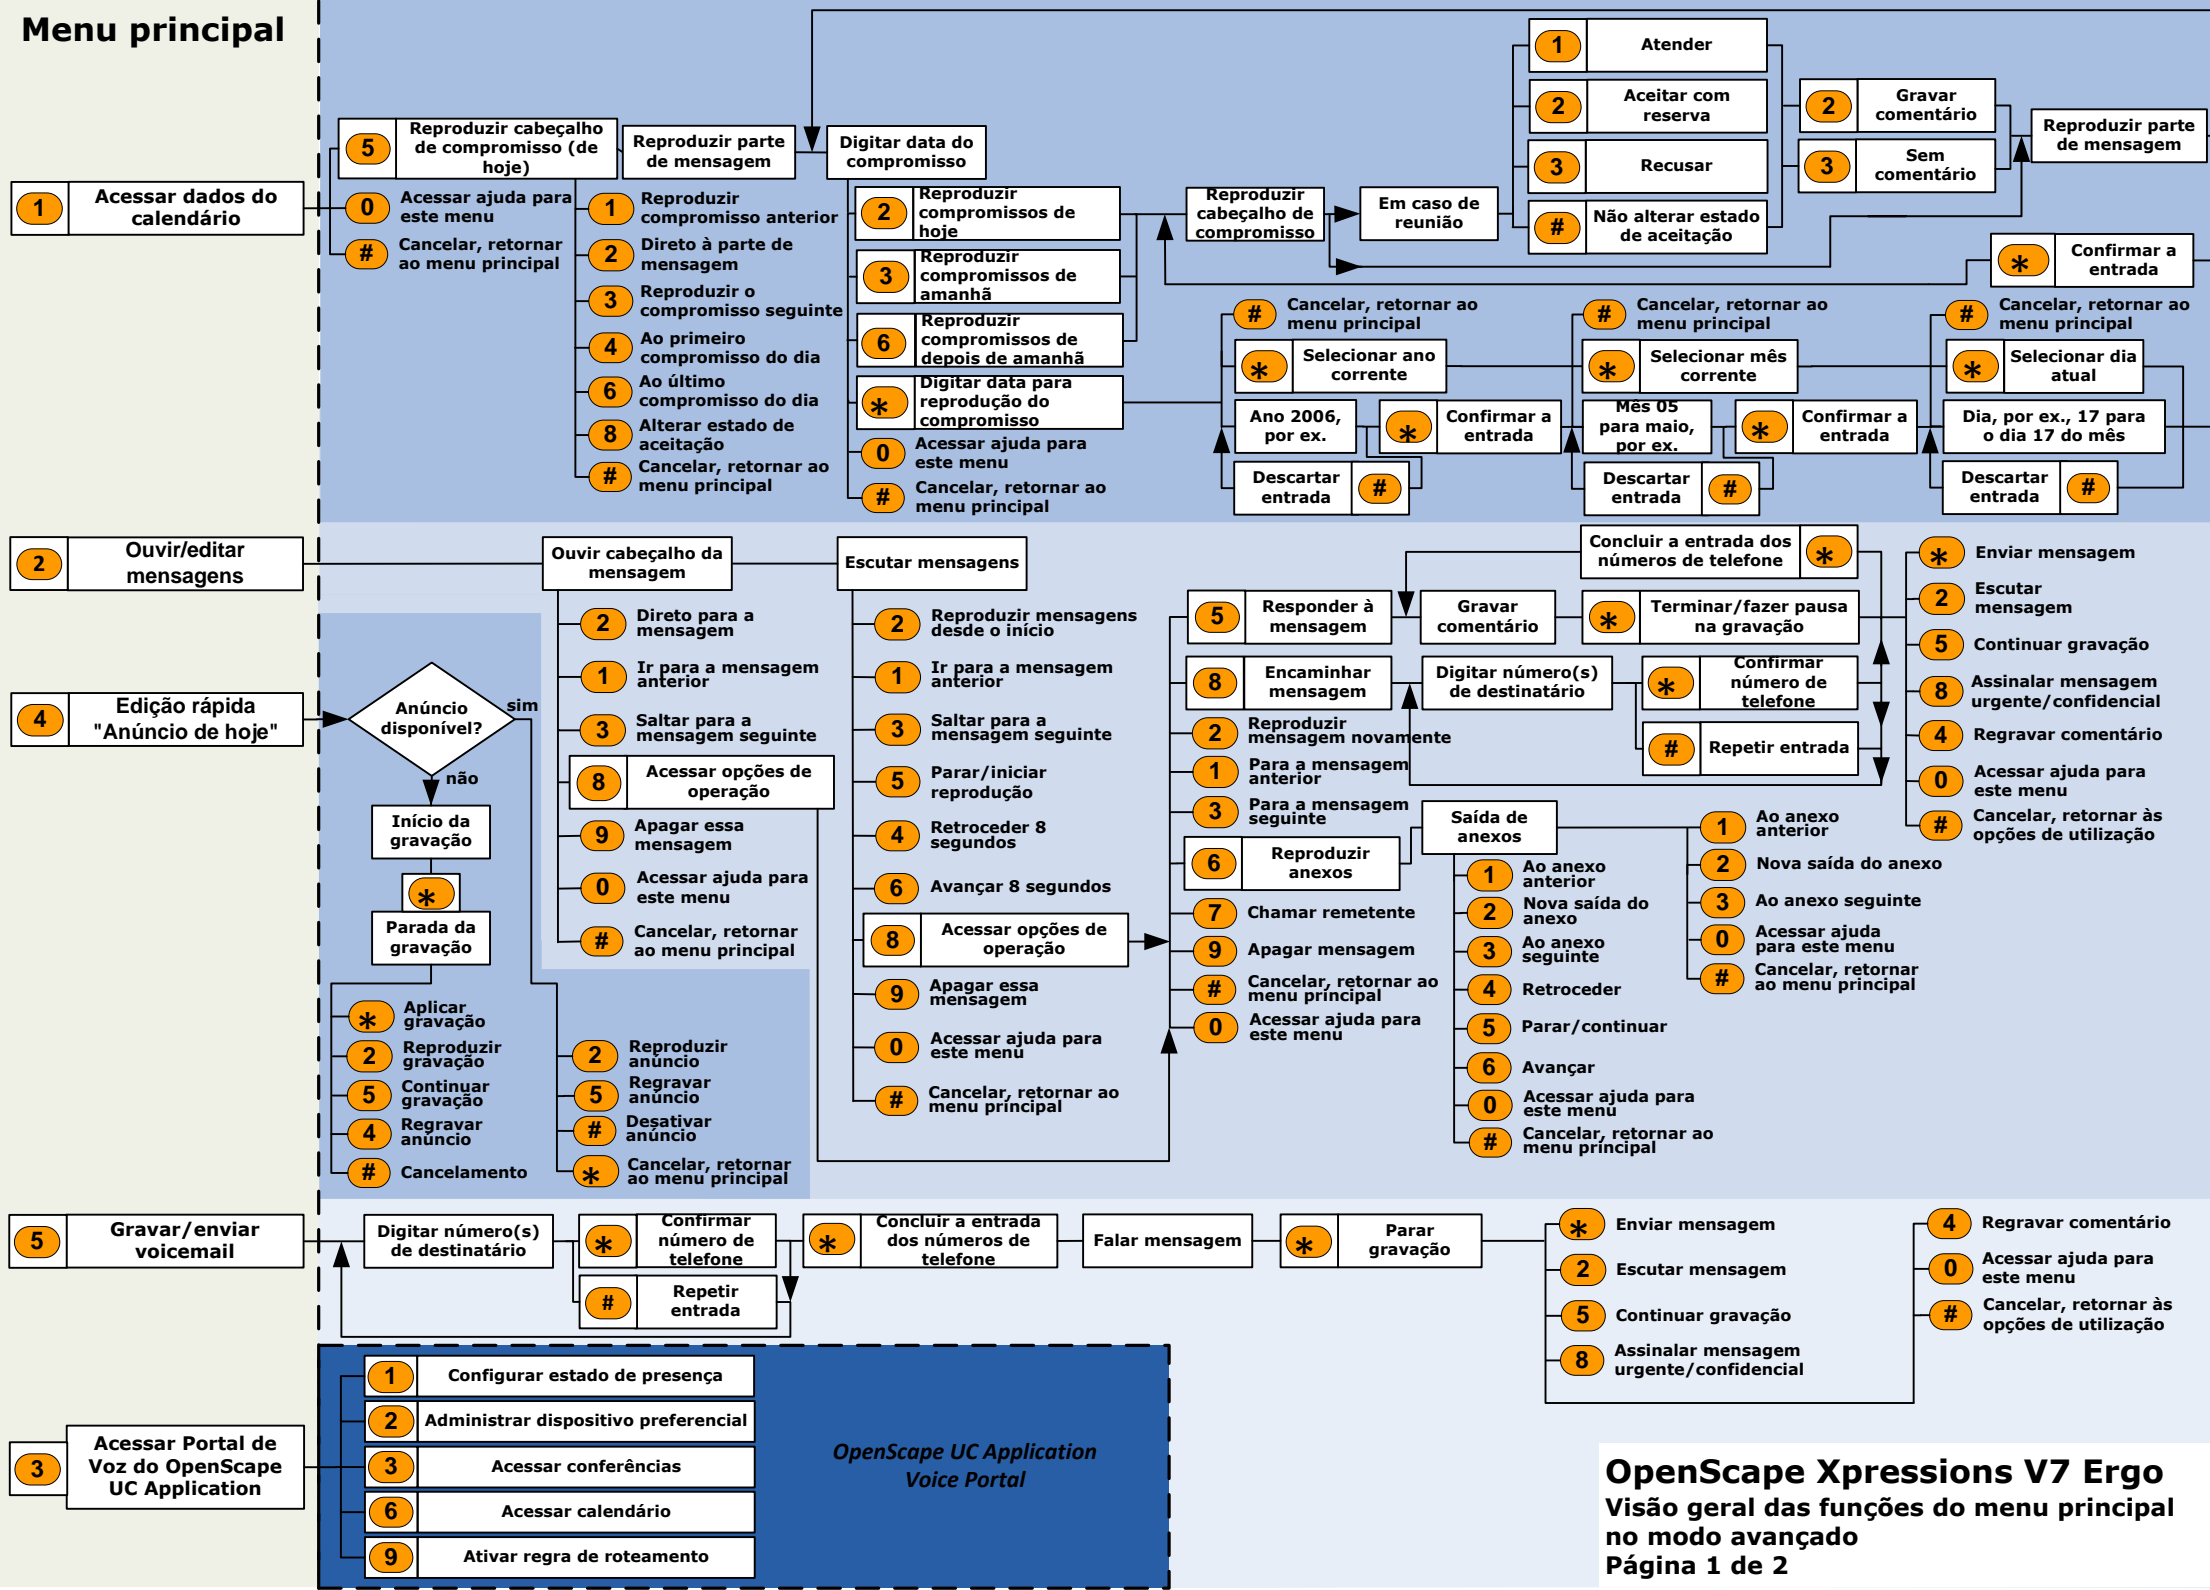 Menu principal
1
Acessar dados do
calendário
5
Reproduzir cabeçalho
de compromisso (de
hoje)
0
Acessar ajuda para
este menu
#
Cancelar, retornar
ao menu principal
Reproduzir parte
de mensagem
1
Reproduzir
compromisso anterior
2
Direto à parte de
mensagem
3
Reproduzir o
compromisso seguinte
4
Ao primeiro
compromisso do dia
6
Ao último
compromisso do dia
8
Alterar estado de
aceitação
#
Cancelar, retornar ao
menu principal
Digitar data do
compromisso
2
Reproduzir
compromissos de
hoje
3
Reproduzir
compromissos de
amanhã
6
Reproduzir
compromissos de
depois de amanhã
*
Digitar data para
reprodução do
compromisso
0
Acessar ajuda para
este menu
#
Cancelar, retornar ao
menu principal
Reproduzir
cabeçalho de
compromisso
Em caso de
reunião
1
Atender
2
Aceitar com
reserva
3
Recusar
#
Não alterar estado
de aceitação
2
Gravar
comentário
3
Sem
comentário
Reproduzir parte
de mensagem
*
Confirmar a
entrada
#
Cancelar, retornar ao
menu principal
*
Selecionar ano
corrente
Ano 2006,
por ex.
*
Confirmar a
entrada
Descartar
entrada
#
#
Cancelar, retornar ao
menu principal
*
Selecionar mês
corrente
Mês 05
para maio,
por ex.
*
Confirmar a
entrada
Descartar
entrada
#
#
Cancelar, retornar ao
menu principal
*
Selecionar dia
atual
Dia, por ex., 17 para
o dia 17 do mês
Descartar
entrada
#
2
Ouvir/editar
mensagens
Ouvir cabeçalho da
mensagem
2
Direto para a
mensagem
1
Ir para a mensagem
anterior
3
Saltar para a
mensagem seguinte
8
Acessar opções de
operação
9
Apagar essa
mensagem
0
Acessar ajuda para
este menu
#
Cancelar, retornar
ao menu principal
Escutar mensagens
2
Reproduzir mensagens
desde o início
1
Ir para a mensagem
anterior
3
Saltar para a
mensagem seguinte
5
Parar/iniciar
reprodução
4
Retroceder 8
segundos
6
Avançar 8 segundos
8
Acessar opções de
operação
9
Apagar essa
mensagem
0
Acessar ajuda para
este menu
#
Cancelar, retornar ao
menu principal
5
Responder à
mensagem
Gravar
comentário
*
Terminar/fazer pausa
na gravação
Concluir a entrada dos
números de telefone
*
8
Encaminhar
mensagem
Digitar número(s)
de destinatário
*
Confirmar
número de
telefone
#
Repetir entrada
2
Reproduzir
mensagem novamente
1
Para a mensagem
anterior
3
Para a mensagem
seguinte
6
Reproduzir
anexos
7
Chamar remetente
9
Apagar mensagem
#
Cancelar, retornar ao
menu principal
0
Acessar ajuda para
este menu
Saída de
anexos
1
Ao anexo
anterior
2
Nova saída do
anexo
3
Ao anexo
seguinte
4
Retroceder
5
Parar/continuar
6
Avançar
0
Acessar ajuda para
este menu
#
Cancelar, retornar ao
menu principal
1
Ao anexo
anterior
2
Nova saída do anexo
3
Ao anexo seguinte
0
Acessar ajuda
para este menu
#
Cancelar, retornar
ao menu principal
*
Enviar mensagem
2
Escutar
mensagem
5
Continuar gravação
8
Assinalar mensagem
urgente/confidencial
4
Regravar comentário
0
Acessar ajuda para
este menu
#
Cancelar, retornar às
opções de utilização
4
Edição rápida
"Anúncio de hoje"
Anúncio
disponível?
sim
não
Início da
gravação
*
Parada da
gravação
*
Aplicar
gravação
2
Reproduzir
gravação
5
Continuar
gravação
4
Regravar
anúncio
#
Cancelamento
2
Reproduzir
anúncio
5
Regravar
anúncio
#
Desativar
anúncio
*
Cancelar, retornar
ao menu principal
5
Gravar/enviar
voicemail
Digitar número(s)
de destinatário
*
Confirmar
número de
telefone
#
Repetir
entrada
*
Concluir a entrada
dos números de
telefone
Falar mensagem
*
Parar
gravação
*
Enviar mensagem
2
Escutar mensagem
5
Continuar gravação
8
Assinalar mensagem
urgente/confidencial
4
Regravar comentário
0
Acessar ajuda para
este menu
#
Cancelar, retornar às
opções de utilização
3
Acessar Portal de
Voz do OpenScape
UC Application
1
Configurar estado de presença
2
Administrar dispositivo preferencial
3
Acessar conferências
6
Acessar calendário
9
Ativar regra de roteamento
OpenScape UC Application
Voice Portal
OpenScape Xpressions V7 Ergo
Visão geral das funções do menu principal
no modo avançado
Página 1 de 2